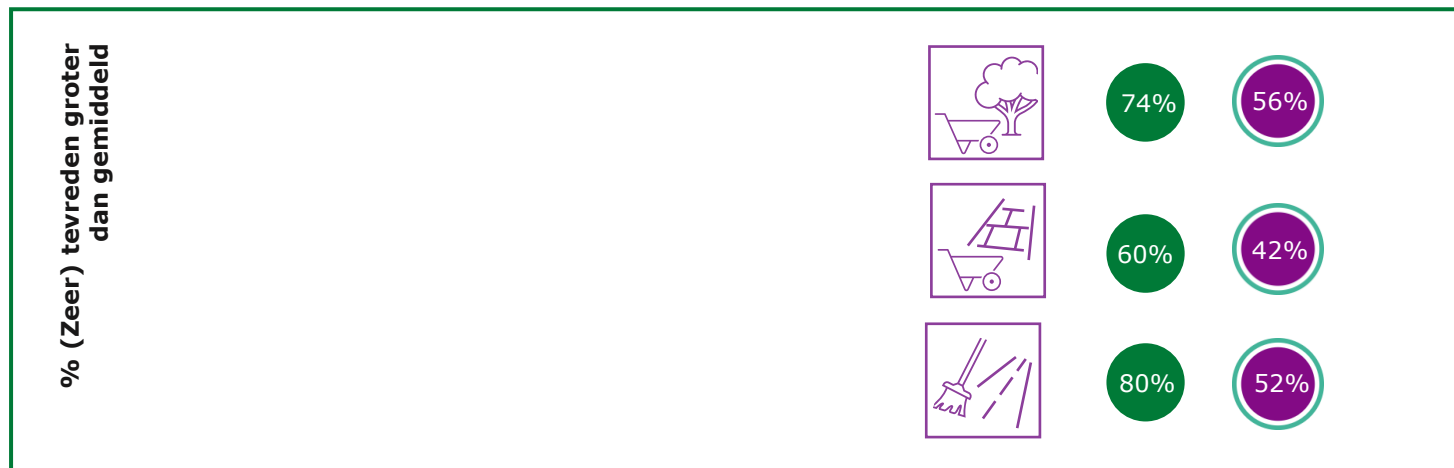 % (Zeer) tevreden groter
dan gemiddeld
74% 56%
60% 42%
80% 52%